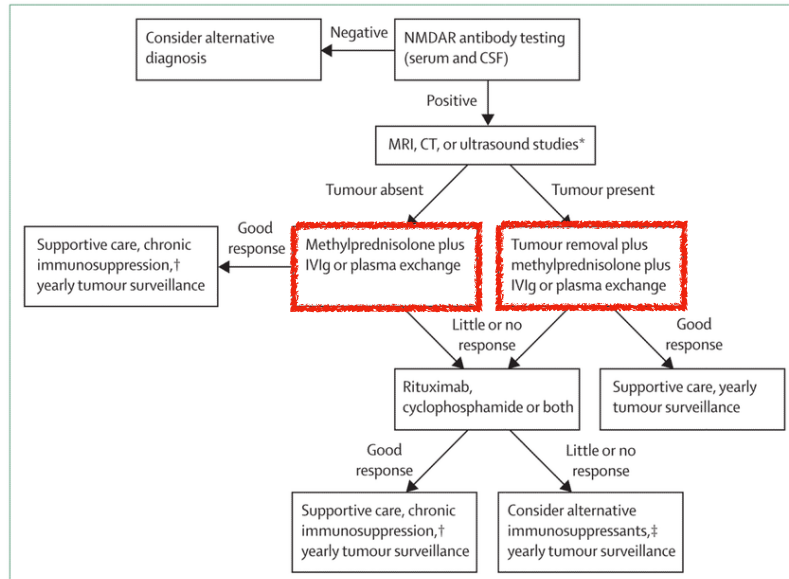 Consider alternative
diagnosis
Negative
NMDAR antibody testing
(serum and CSF)
Positive
MRI, CT, or ultrasound studies*
Tumour absent
Tumour present
Supportive care, chronic
immunosuppression,†
yearly tumour surveillance
Good
response
Methylprednisolone plus
IVIg or plasma exchange
Tumour removal plus
methylprednisolone plus
IVIg or plasma exchange
Little or no
response
Good
response
Rituximab,
cyclophosphamide or both
Supportive care, yearly
tumour surveillance
Good
response
Little or no
response
Supportive care, chronic
immunosuppression,†
yearly tumour surveillance
Consider alternative
immunosuppressants,‡
yearly tumour surveillance